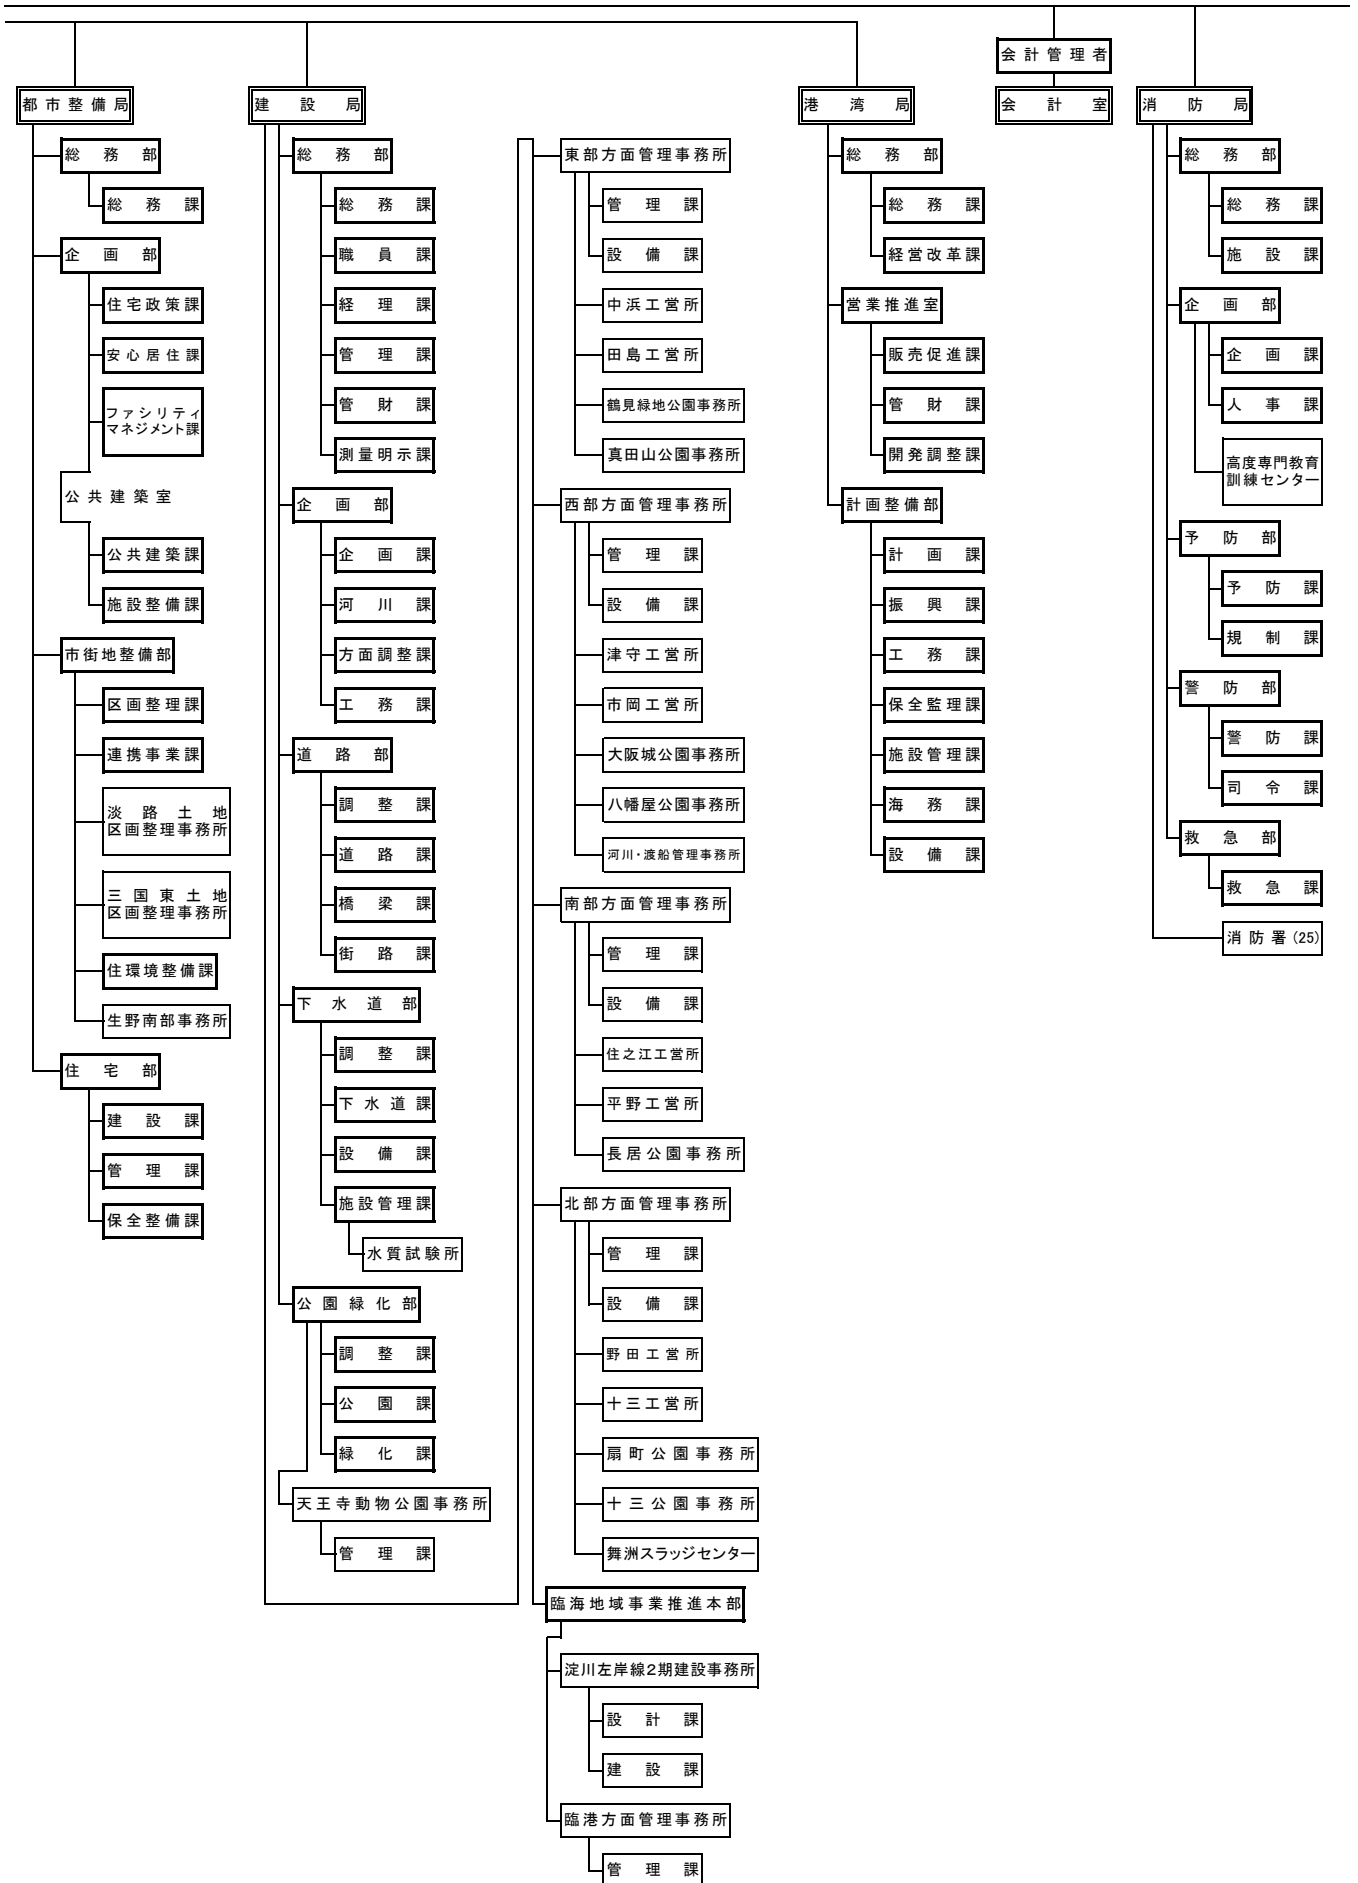 会計管理者
都市整備局
建設局
港湾局
会計室
消防局
総務部
総務課
企画部
住宅政策課
安心居住課
ファシリティ
マネジメント課
公共建築室
公共建築課
施設整備課
市街地整備部
区画整理課
連携事業課
淡路土地
区画整理事務所
三国東土地
区画整理事務所
住環境整備課
生野南部事務所
住宅部
建設課
管理課
保全整備課
総務部
総務課
職員課
経理課
管理課
管財課
測量明示課
企画部
企画課
河川課
方面調整課
工務課
道路部
調整課
道路課
橋梁課
街路課
下水道部
調整課
下水道課
設備課
施設管理課
水質試験所
公園緑化部
調整課
公園課
緑化課
天王寺動物公園事務所
管理課
東部方面管理事務所
管理課
設備課
中浜工営所
田島工営所
鶴見緑地公園事務所
真田山公園事務所
西部方面管理事務所
管理課
設備課
津守工営所
市岡工営所
大阪城公園事務所
八幡屋公園事務所
河川・渡船管理事務所
南部方面管理事務所
管理課
設備課
住之江工営所
平野工営所
長居公園事務所
北部方面管理事務所
管理課
設備課
野田工営所
十三工営所
扇町公園事務所
十三公園事務所
舞洲スラッジセンター
臨海地域事業推進本部
淀川左岸線2期建設事務所
設計課
建設課
臨港方面管理事務所
管理課
総務部
総務課
経営改革課
営業推進室
販売促進課
管財課
開発調整課
計画整備部
計画課
振興課
工務課
保全監理課
施設管理課
海務課
設備課
総務部
総務課
施設課
企画部
企画課
人事課
高度専門教育
訓練センター
予防部
予防課
規制課
警防部
警防課
司令課
救急部
救急課
消防署(25)